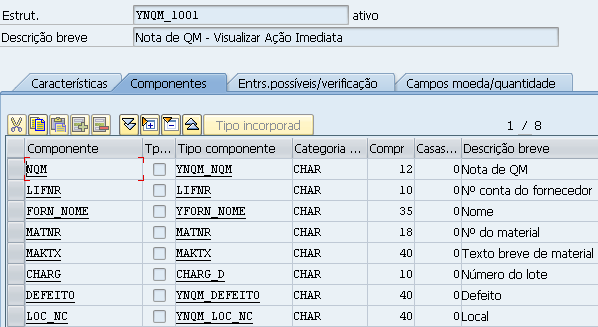 Estrut. YNQM_1001 ativo
Descrição breve Nota de QM - Visualizar Ação Imediata
Características Componentes Entrs.possíveis/verificação Campos moeda/quantidade
Tipo incorporad 1 / 8
Componente Tp... Tipo componente Categoria ... Compr Casas... Descrição breve
NQM YNQM_NQM CHAR 12 0 Nota de QM
LIFNR LIFNR CHAR 10 0 Nº conta do fornecedor
FORN_NOME YFORN_NOME CHAR 35 0 Nome
MATNR MATNR CHAR 18 0 Nº do material
MAKTX MAKTX CHAR 40 0 Texto breve de material
CHARG CHARG_D CHAR 10 0 Número do lote
DEFEITO YNQM_DEFEITO CHAR 40 0 Defeito
LOC_NC YNQM_LOC_NC CHAR 40 0 Local